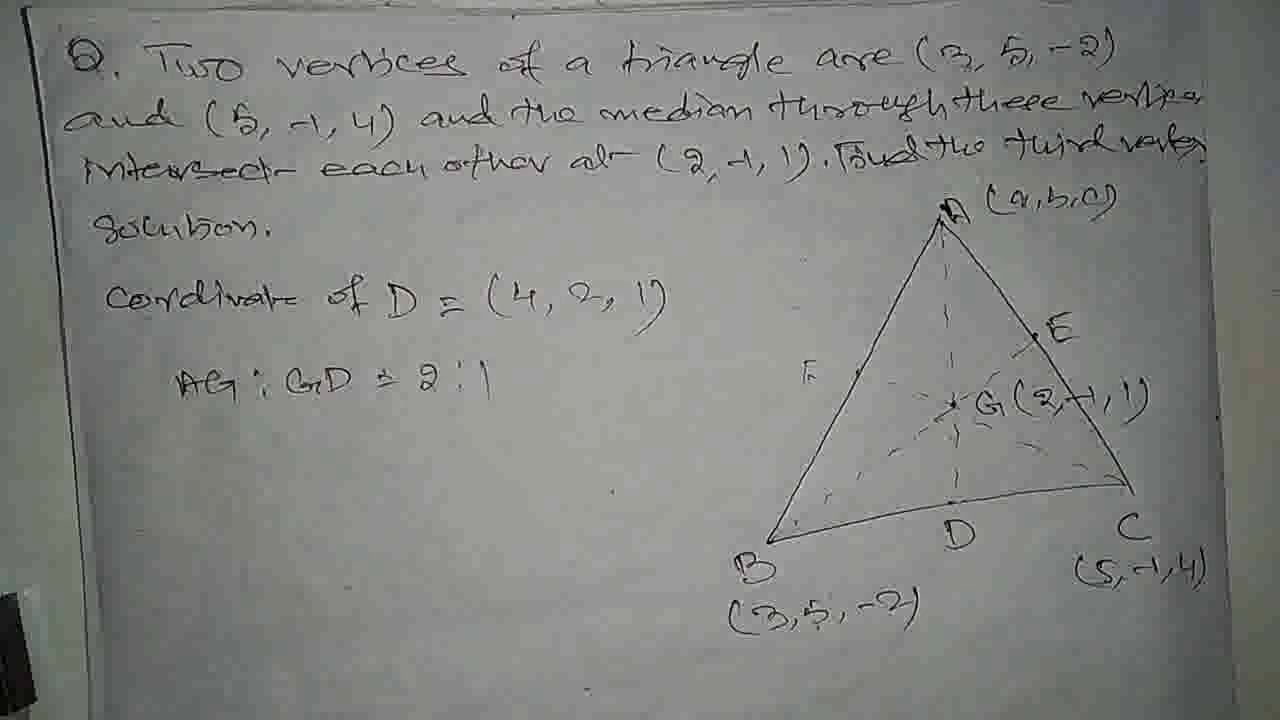 Q. Two vertices of a triangle are (3, 5, -2)
and (5, -1, 4) and the median through these vertices
intersect each other at (2, -1, 1). Find the third vertex
solution.
A (a, b, c)
Coordinate of D = (4, 2, 1)
E
AG : GD = 2 : 1
F
G (2, -1, 1)
B
D
C
(5, -1, 4)
(3, 5, -2)